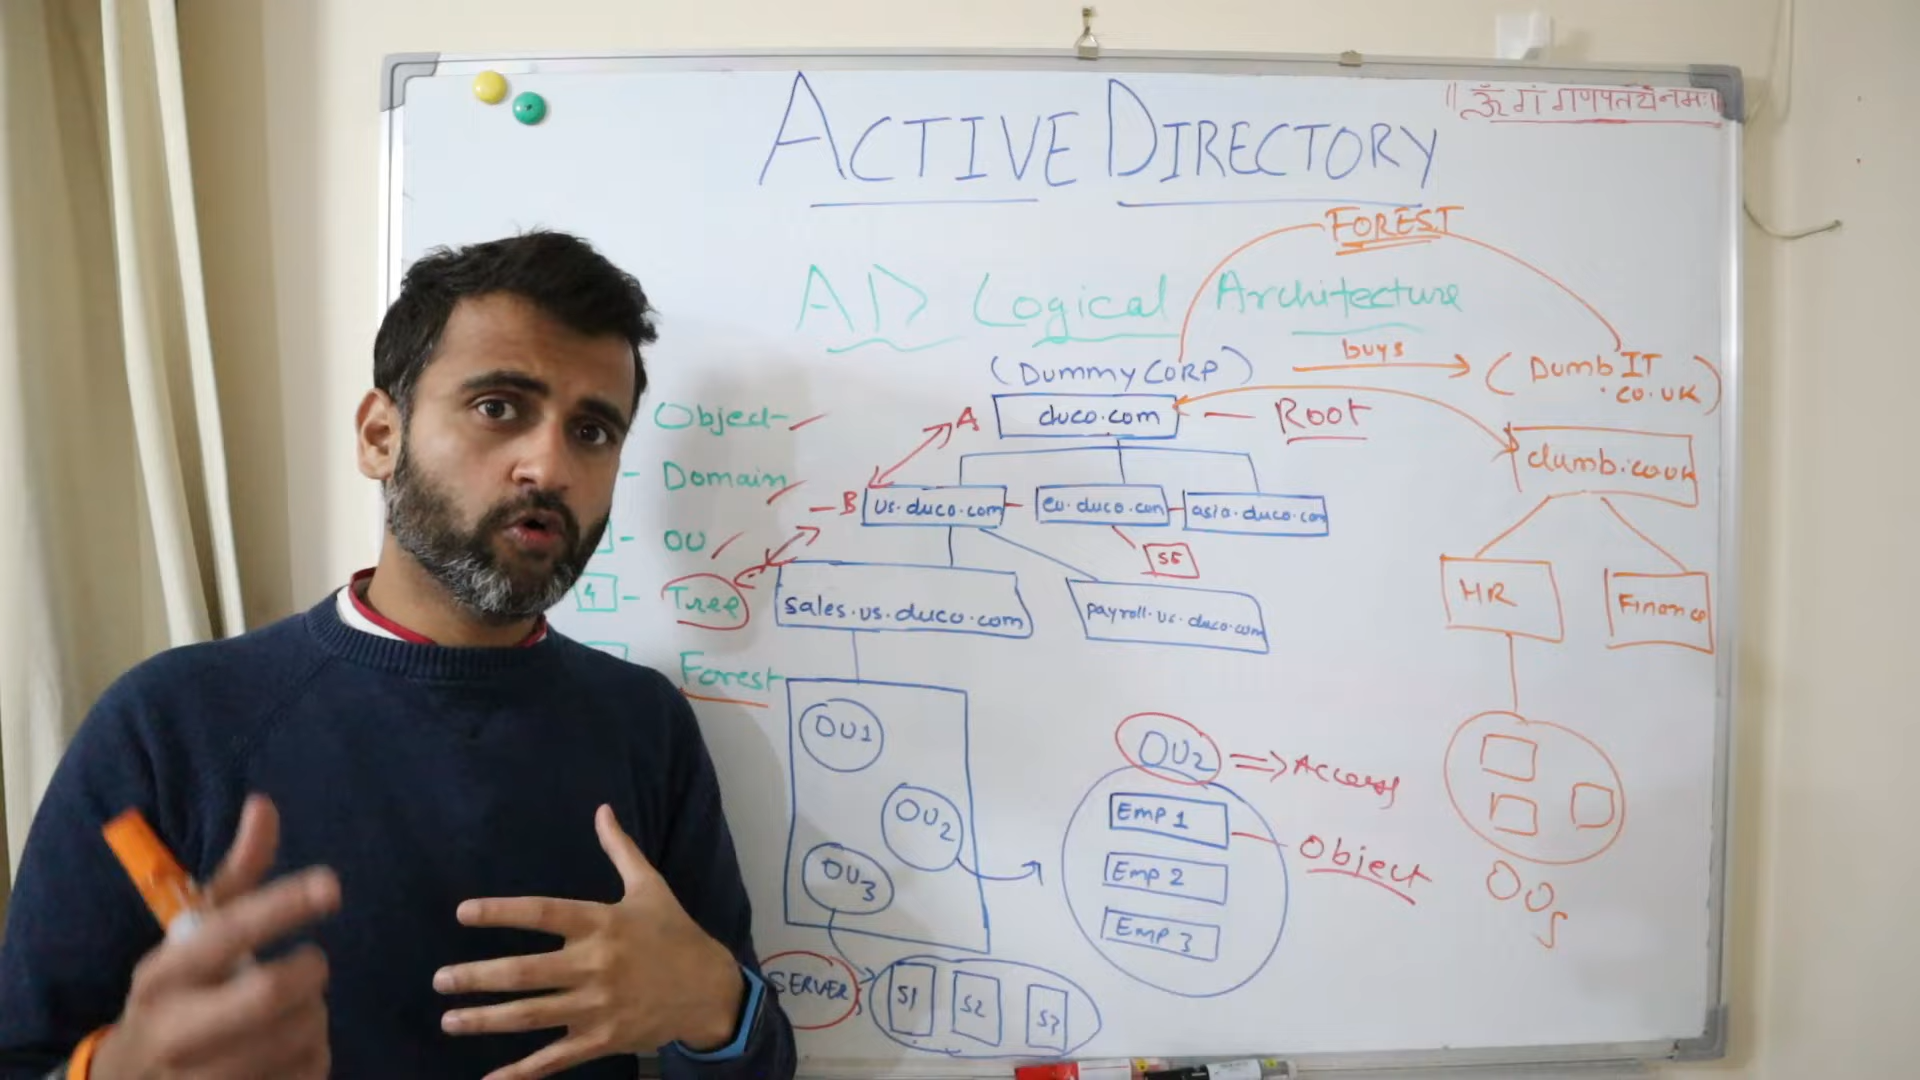 ॥ ॐ गं गणपतये नमः ॥
ACTIVE DIRECTORY
FOREST
AD Logical Architecture
(DUMMY CORP)
buys
(DumbIT
.co.uk)
Object
A
duco.com
Root
Domain
B
us.duco.com
eu.duco.com
asia.duco.com
dumb.co.uk
OU
4
Tree
sales.us.duco.com
payroll.us.duco.com
HR
Finance
Forest
OU1
OU2
OU3
OU2
Access
Emp 1
Emp 2
Emp 3
Object
OUs
SERVER
S1
S2
S3